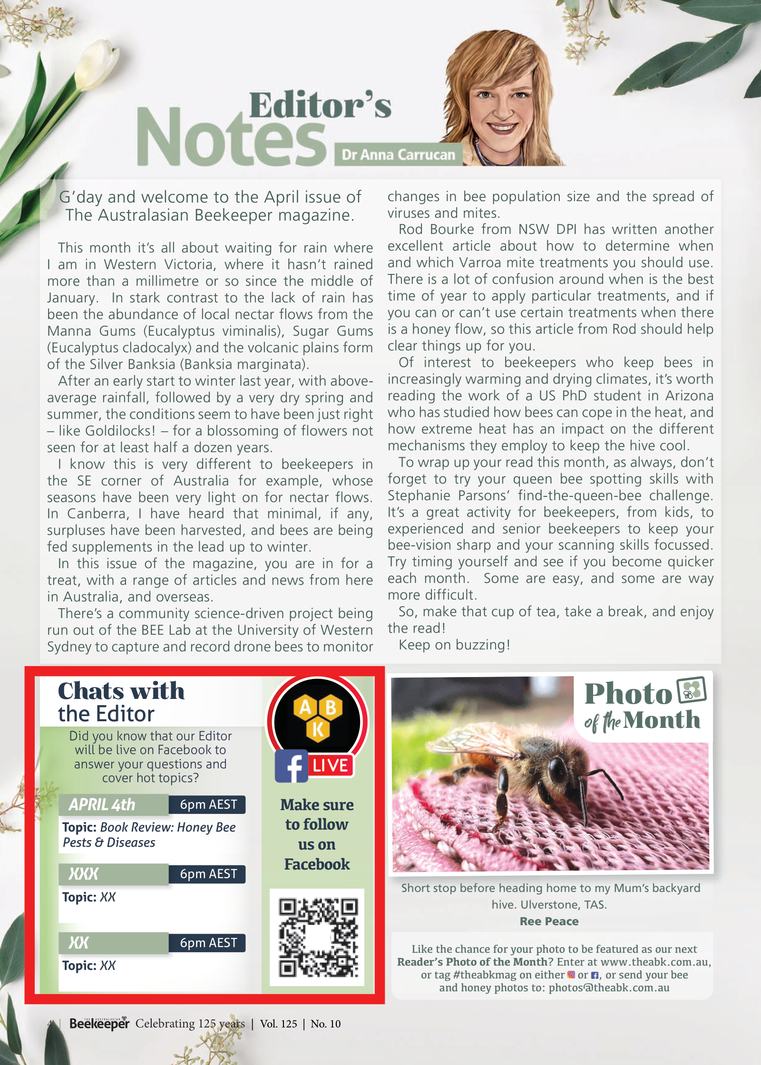 Editor's
Notes
Dr Anna Carrucan
G'day and welcome to the April issue of
The Australasian Beekeeper magazine.
This month it's all about waiting for rain where
I am in Western Victoria, where it hasn't rained
more than a millimetre or so since the middle of
January. In stark contrast to the lack of rain has
been the abundance of local nectar flows from the
Manna Gums (Eucalyptus viminalis), Sugar Gums
(Eucalyptus cladocalyx) and the volcanic plains form
of the Silver Banksia (Banksia marginata).
After an early start to winter last year, with above-
average rainfall, followed by a very dry spring and
summer, the conditions seem to have been just right
– like Goldilocks! – for a blossoming of flowers not
seen for at least half a dozen years.
I know this is very different to beekeepers in
the SE corner of Australia for example, whose
seasons have been very light on for nectar flows.
In Canberra, I have heard that minimal, if any,
surpluses have been harvested, and bees are being
fed supplements in the lead up to winter.
In this issue of the magazine, you are in for a
treat, with a range of articles and news from here
in Australia, and overseas.
There's a community science-driven project being
run out of the BEE Lab at the University of Western
Sydney to capture and record drone bees to monitor
changes in bee population size and the spread of
viruses and mites.
Rod Bourke from NSW DPI has written another
excellent article about how to determine when
and which Varroa mite treatments you should use.
There is a lot of confusion around when is the best
time of year to apply particular treatments, and if
you can or can't use certain treatments when there
is a honey flow, so this article from Rod should help
clear things up for you.
Of interest to beekeepers who keep bees in
increasingly warming and drying climates, it's worth
reading the work of a US PhD student in Arizona
who has studied how bees can cope in the heat, and
how extreme heat has an impact on the different
mechanisms they employ to keep the hive cool.
To wrap up your read this month, as always, don't
forget to try your queen bee spotting skills with
Stephanie Parsons' find-the-queen-bee challenge.
It's a great activity for beekeepers, from kids, to
experienced and senior beekeepers to keep your
bee-vision sharp and your scanning skills focussed.
Try timing yourself and see if you become quicker
each month. Some are easy, and some are way
more difficult.
So, make that cup of tea, take a break, and enjoy
the read!
Keep on buzzing!
Chats with
the Editor
Did you know that our Editor
will be live on Facebook to
answer your questions and
cover hot topics?
APRIL 4th 6pm AEST
Topic: Book Review: Honey Bee
Pests & Diseases
XXX 6pm AEST
Topic: XX
XX 6pm AEST
Topic: XX
A B
K
f LIVE
Make sure
to follow
us on
Facebook
Photo
of the Month
Short stop before heading home to my Mum's backyard
hive. Ulverstone, TAS.
Ree Peace
Like the chance for your photo to be featured as our next
Reader's Photo of the Month? Enter at www.theabk.com.au,
or tag #theabkmag on either or f, or send your bee
and honey photos to: photos@theabk.com.au
Beekeeper Celebrating 125 years | Vol. 125 | No. 10